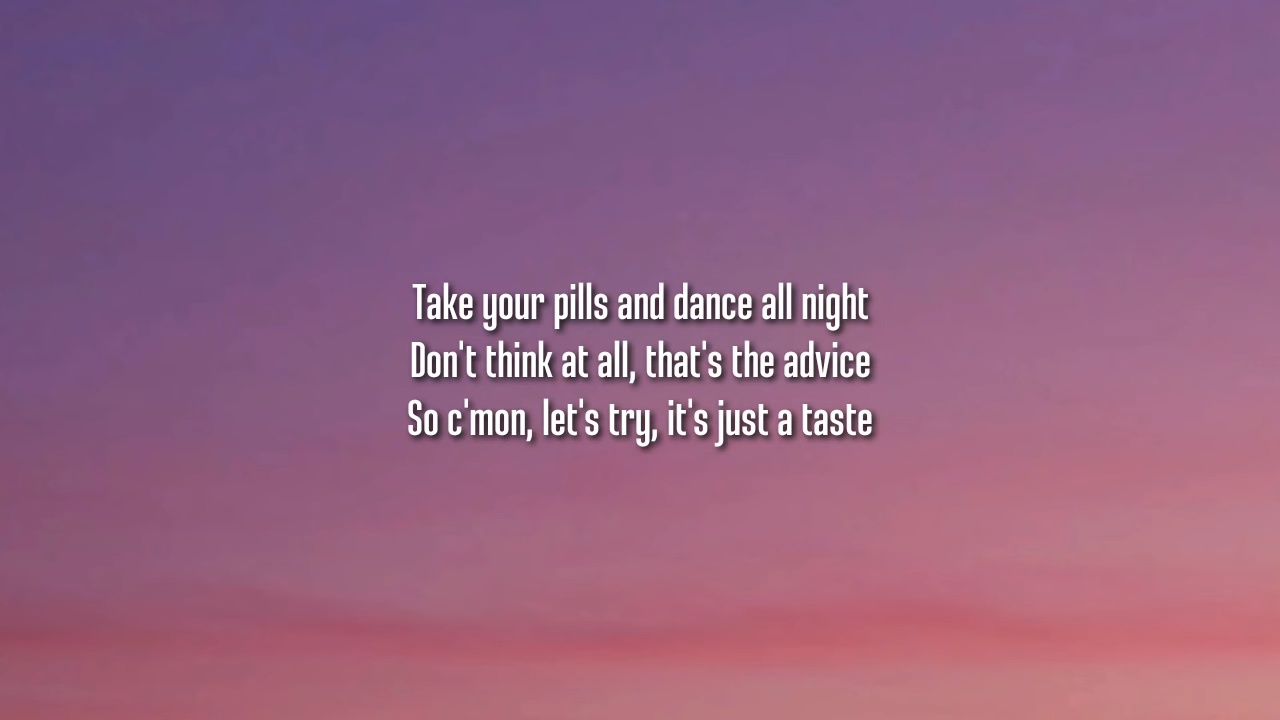 Take your pills and dance all night
Don't think at all, that's the advice
So c'mon, let's try, it's just a taste